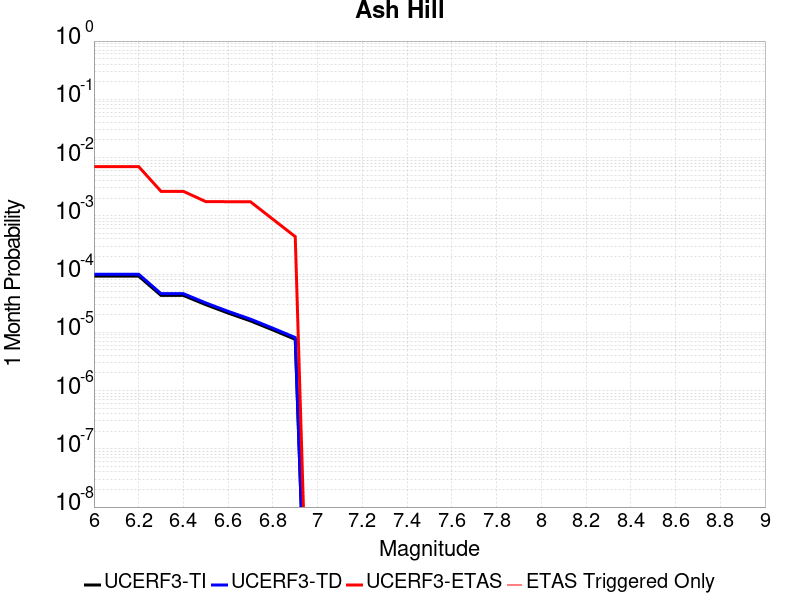 Ash Hill
10^0
10^-1
10^-2
10^-3
10^-4
10^-5
10^-6
10^-7
10^-8
1 Month Probability
6 6.2 6.4 6.6 6.8 7 7.2 7.4 7.6 7.8 8 8.2 8.4 8.6 8.8 9
Magnitude
UCERF3-TI UCERF3-TD UCERF3-ETAS ETAS Triggered Only